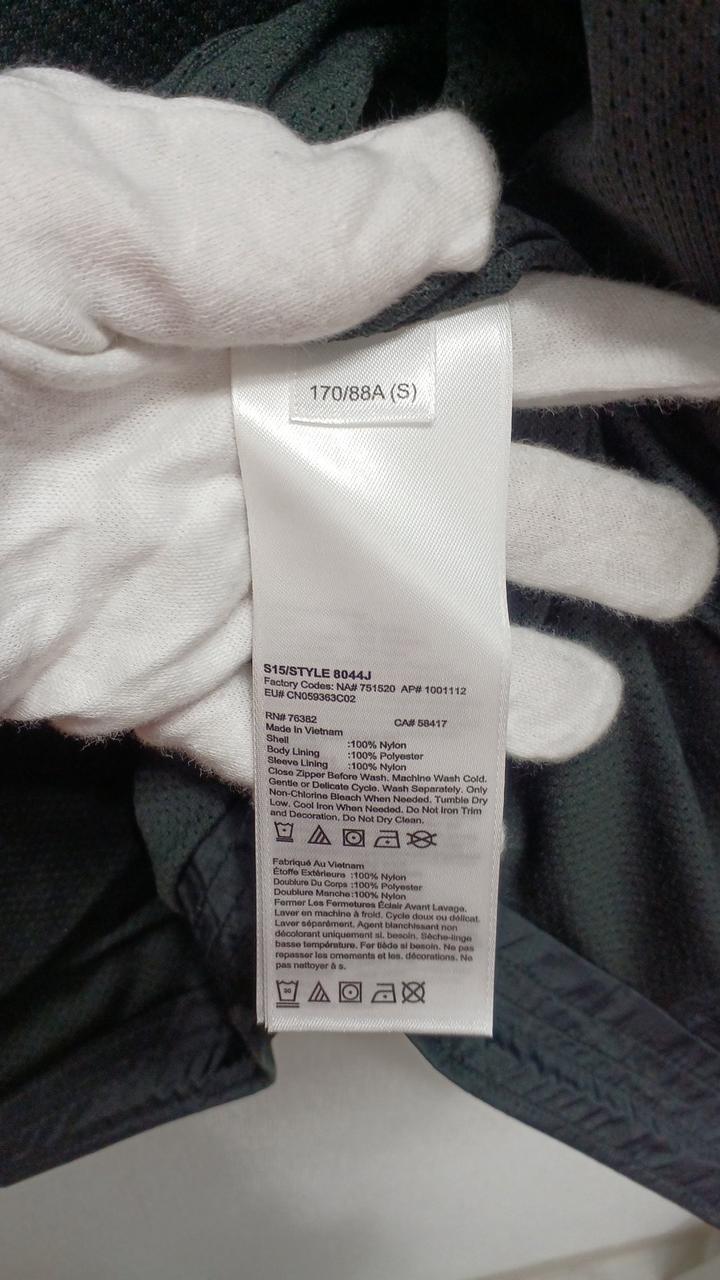 170/88A (S)
S15/STYLE 8044J
Factory Codes: NA# 751520 AP# 1001112
EU# CN059363C02
RN# 76382 CA# 58417
Made In Vietnam
Shell :100% Nylon
Body Lining :100% Polyester
Sleeve Lining :100% Nylon
Close Zipper Before Wash. Machine Wash Cold.
Gentle or Delicate Cycle. Wash Separately. Only
Non-Chlorine Bleach When Needed. Tumble Dry
Low. Cool Iron When Needed. Do Not Iron Trim
and Decoration. Do Not Dry Clean.
Fabriqué Au Vietnam
Étoffe Extérieure :100% Nylon
Doublure Du Corps :100% Polyester
Doublure Manche :100% Nylon
Fermer Les Fermetures Éclair Avant Lavage.
Laver en machine à froid. Cycle doux ou délicat.
Laver séparément. Agent blanchissant non
décolorant uniquement si. besoin. Sèche-linge
basse température. Fer tiède si besoin. Ne pas
repasser les ornements et les. décorations. Ne
pas nettoyer à s.
30